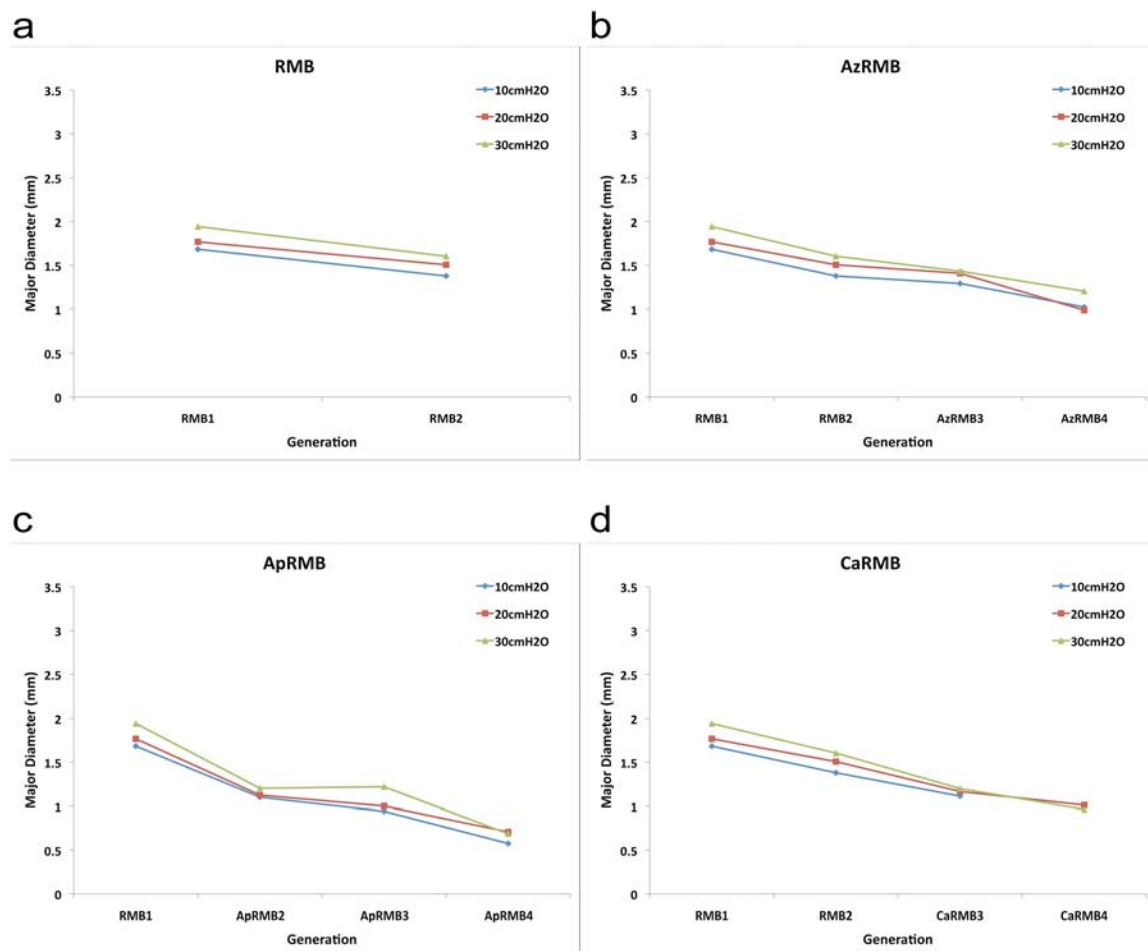 a
RMB
3.5
3
2.5
2
1.5
1
0.5
0
Major Diameter (mm)
10cmH2O
20cmH2O
30cmH2O
RMB1 RMB2
Generation
b
AzRMB
3.5
3
2.5
2
1.5
1
0.5
0
Major Diameter (mm)
10cmH2O
20cmH2O
30cmH2O
RMB1 RMB2 AzRMB3 AzRMB4
Generation
c
ApRMB
3.5
3
2.5
2
1.5
1
0.5
0
Major Diameter (mm)
10cmH2O
20cmH2O
30cmH2O
RMB1 ApRMB2 ApRMB3 ApRMB4
Generation
d
CaRMB
3.5
3
2.5
2
1.5
1
0.5
0
Major Diameter (mm)
10cmH2O
20cmH2O
30cmH2O
RMB1 RMB2 CaRMB3 CaRMB4
Generation